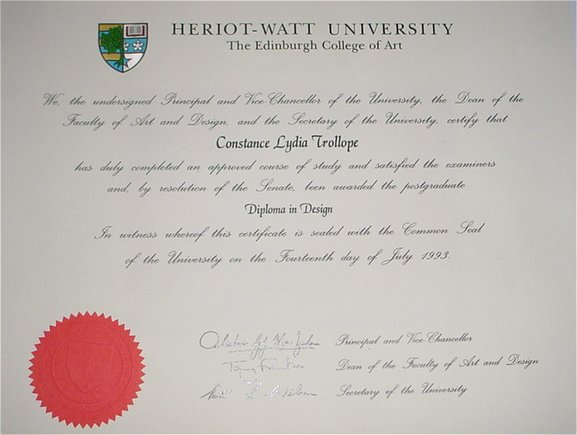 HERIOT-WATT UNIVERSITY
The Edinburgh College of Art
We, the undersigned Principal and Vice-Chancellor of the University, the Dean of the
Faculty of Art and Design, and the Secretary of the University, certify that
Constance Lydia Trollope
has duly completed an approved course of study and satisfied the examiners
and, by resolution of the Senate, been awarded the postgraduate
Diploma in Design
In witness whereof this certificate is sealed with the Common Seal
of the University on the Fourteenth day of July 1993.
Principal and Vice Chancellor
Dean of the Faculty of Art and Design
Secretary of the University